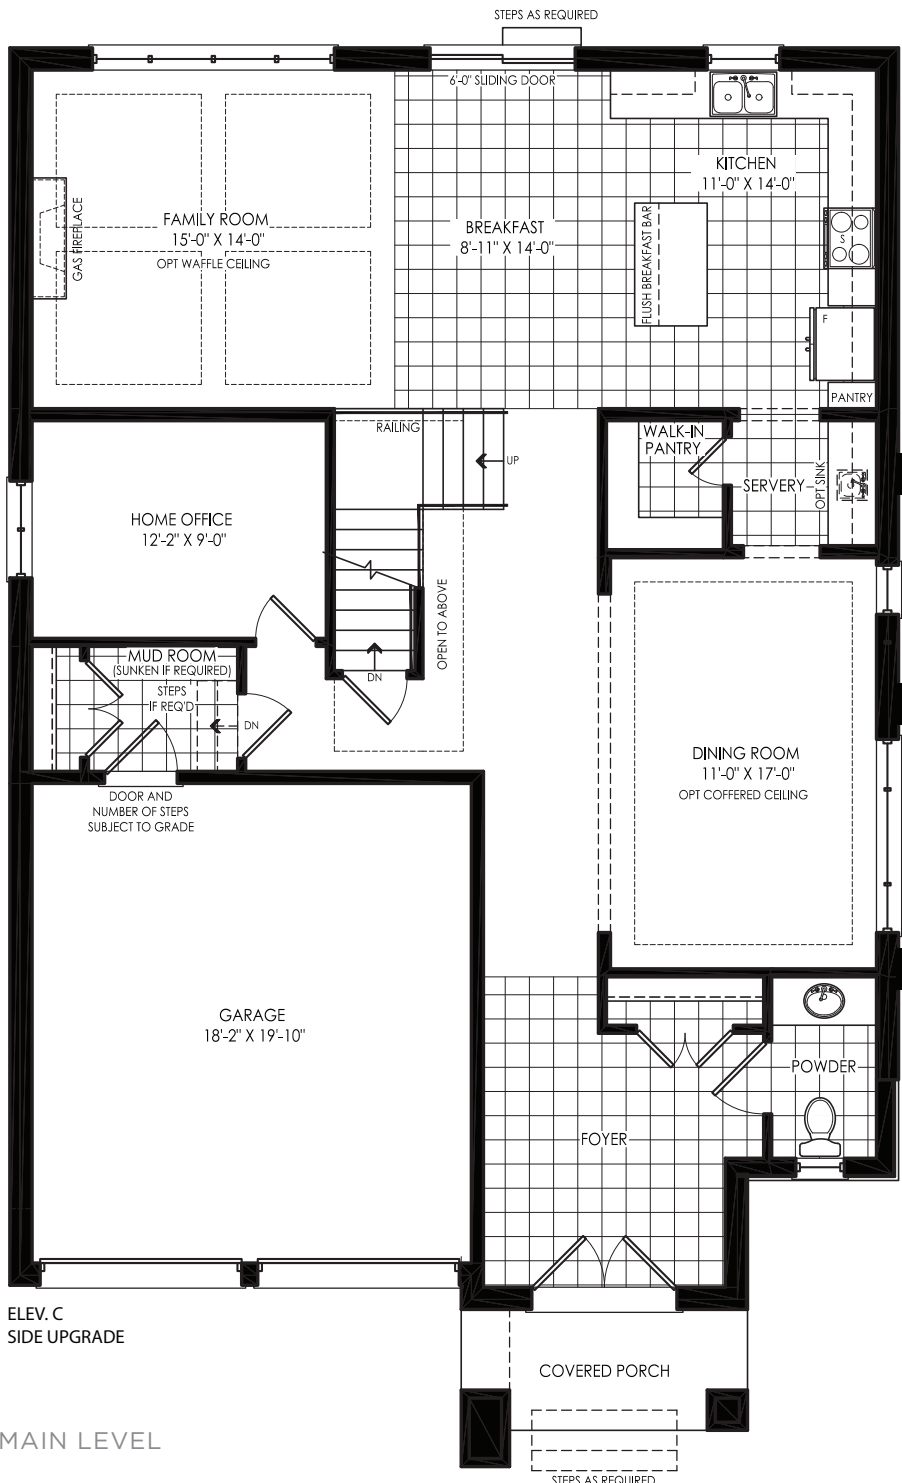 STEPS AS REQUIRED
6'-0" SLIDING DOOR
KITCHEN
11'-0" X 14'-0"
FAMILY ROOM
15'-0" X 14'-0"
OPT WAFFLE CEILING
GAS FIREPLACE
BREAKFAST
8'-11" X 14'-0"
FLUSH BREAKFAST BAR
S
F
PANTRY
RAILING
UP
WALK-IN
PANTRY
SERVERY
OPT SINK
HOME OFFICE
12'-2" X 9'-0"
OPEN TO ABOVE
MUD ROOM
(SUNKEN IF REQUIRED)
STEPS
IF REQ'D
DN
DN
DOOR AND
NUMBER OF STEPS
SUBJECT TO GRADE
DINING ROOM
11'-0" X 17'-0"
OPT COFFERED CEILING
GARAGE
18'-2" X 19'-10"
POWDER
FOYER
ELEV. C
SIDE UPGRADE
COVERED PORCH
MAIN LEVEL
STEPS AS REQUIRED